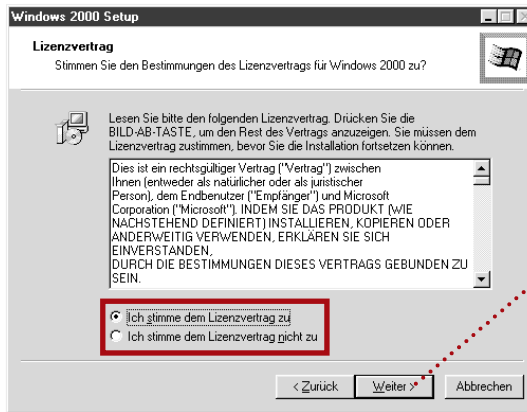 Windows 2000 Setup
Lizenzvertrag
Stimmen Sie den Bestimmungen des Lizenzvertrags für Windows 2000 zu?
Lesen Sie bitte den folgenden Lizenzvertrag. Drücken Sie die
BILD-AB-TASTE, um den Rest des Vertrags anzuzeigen. Sie müssen dem
Lizenzvertrag zustimmen, bevor Sie die Installation fortsetzen können.
Dies ist ein rechtsgültiger Vertrag ("Vertrag") zwischen
Ihnen (entweder als natürlicher oder als juristischer
Person), dem Endbenutzer ("Empfänger") und Microsoft
Corporation ("Microsoft"). INDEM SIE DAS PRODUKT (WIE
NACHSTEHEND DEFINIERT) INSTALLIEREN, KOPIEREN ODER
ANDERWEITIG VERWENDEN, ERKLÄREN SIE SICH
EINVERSTANDEN,
DURCH DIE BESTIMMUNGEN DIESES VERTRAGS GEBUNDEN ZU
SEIN.
Ich stimme dem Lizenzvertrag zu
Ich stimme dem Lizenzvertrag nicht zu
< Zurück Weiter > Abbrechen